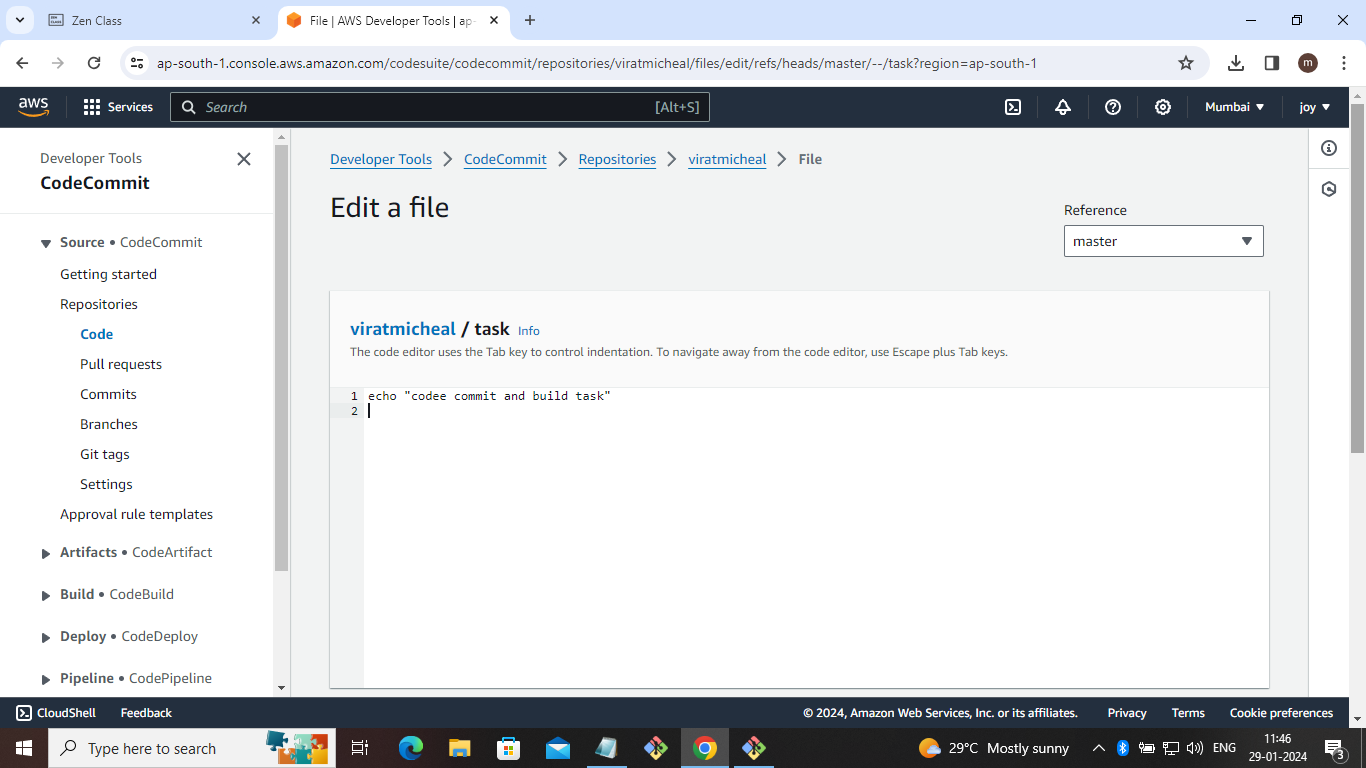 Zen Class
File | AWS Developer Tools | ap-
ap-south-1.console.aws.amazon.com/codesuite/codecommit/repositories/viratmicheal/files/edit/refs/heads/master/--/task?region=ap-south-1
m
aws
Services
Search
[Alt+S]
Mumbai
joy
Developer Tools
CodeCommit
Source • CodeCommit
Getting started
Repositories
Code
Pull requests
Commits
Branches
Git tags
Settings
Approval rule templates
Artifacts • CodeArtifact
Build • CodeBuild
Deploy • CodeDeploy
Pipeline • CodePipeline
Developer Tools > CodeCommit > Repositories > viratmicheal > File
Edit a file
Reference
master
viratmicheal / task Info
The code editor uses the Tab key to control indentation. To navigate away from the code editor, use Escape plus Tab keys.
1 echo "codee commit and build task"
2
CloudShell
Feedback
© 2024, Amazon Web Services, Inc. or its affiliates.
Privacy
Terms
Cookie preferences
Type here to search
29°C Mostly sunny
ENG
11:46
29-01-2024
3